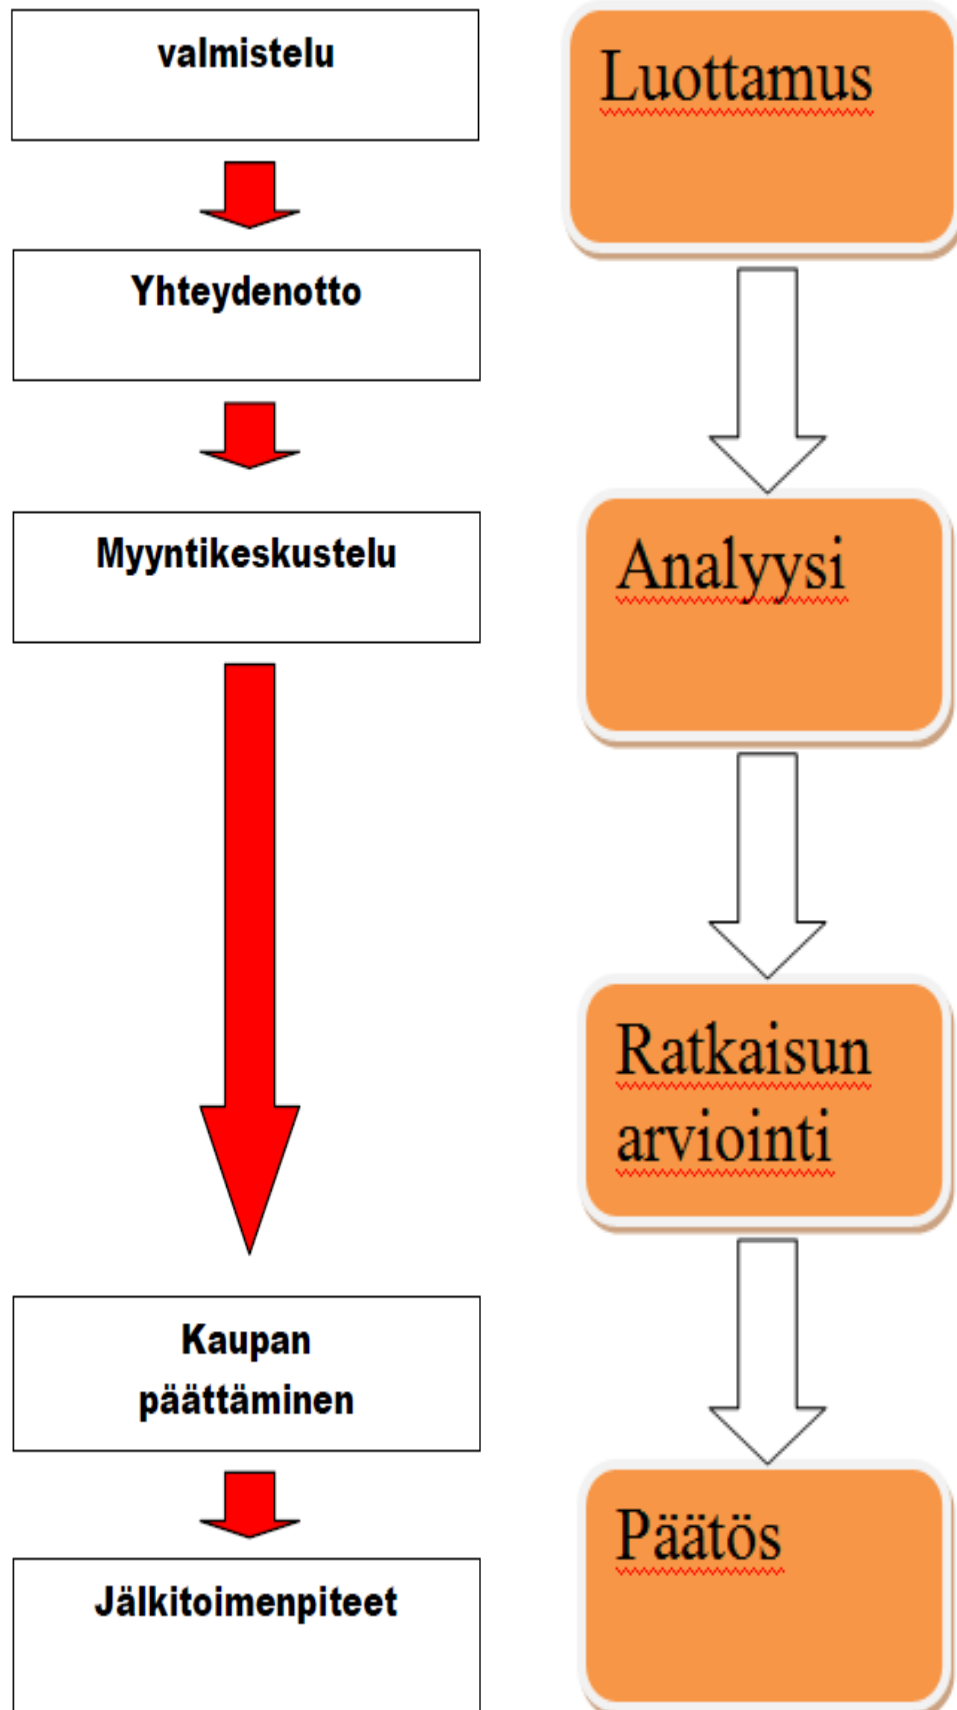 valmistelu
Yhteydenotto
Myyntikeskustelu
Kaupan
päättäminen
Jälkitoimenpiteet
Luottamus
Analyysi
Ratkaisun
arviointi
Päätös